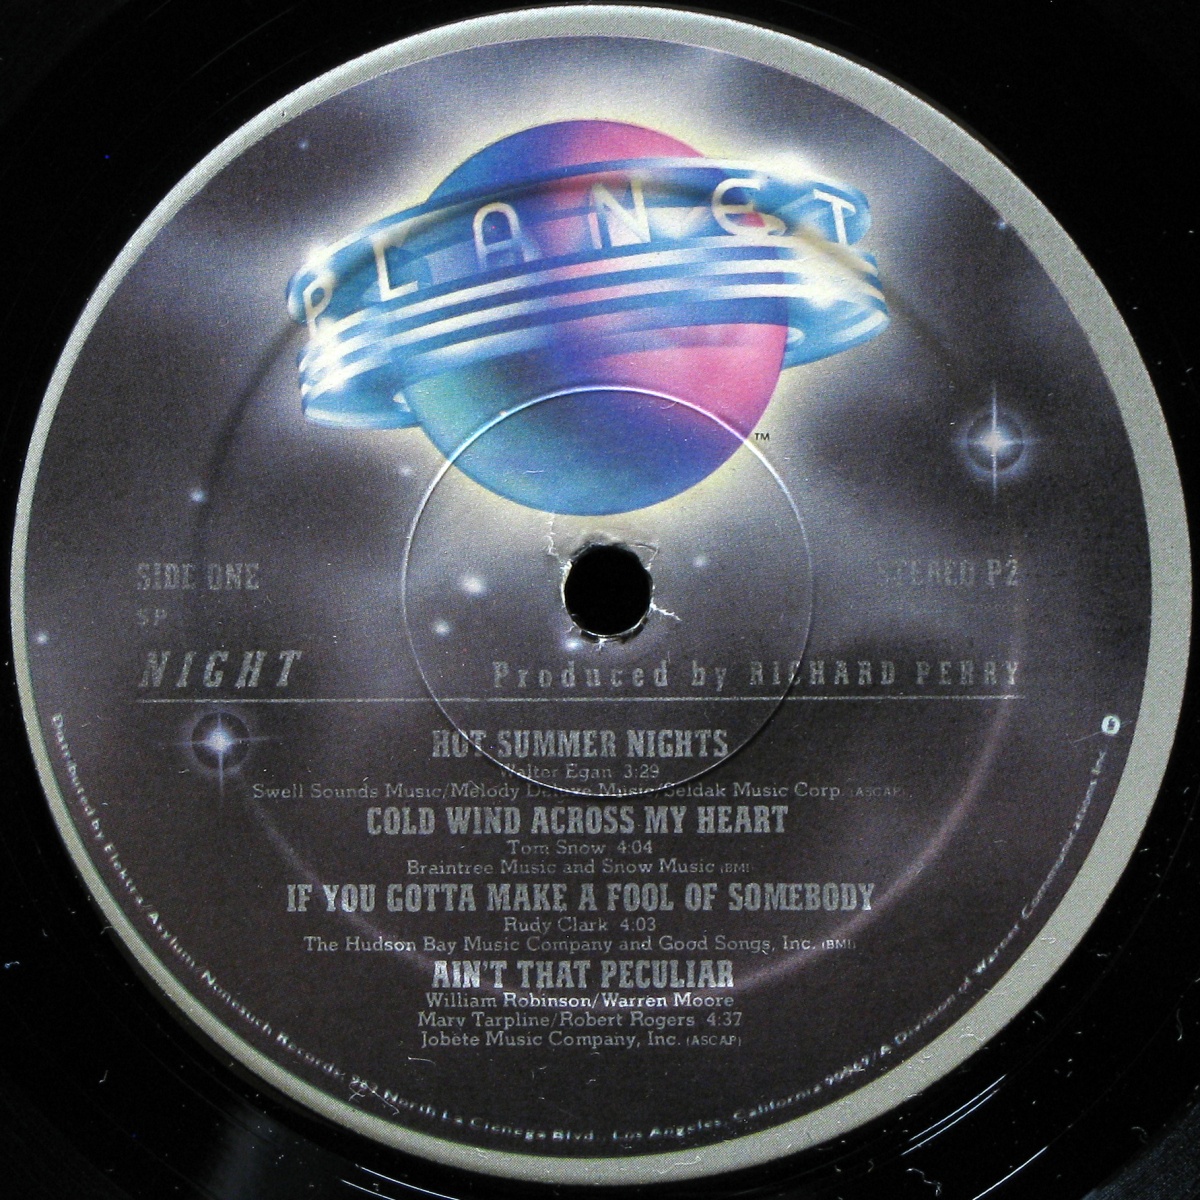 PLANET
TM
SIDE ONE
STEREO P2
SP
NIGHT
Produced by RICHARD PERRY
HOT SUMMER NIGHTS
Walter Egan 3:29
Swell Sounds Music/Melody Deluxe Music/Seldak Music Corp. (ASCAP)
COLD WIND ACROSS MY HEART
Tom Snow 4:04
Braintree Music and Snow Music (BMI)
IF YOU GOTTA MAKE A FOOL OF SOMEBODY
Rudy Clark 4:03
The Hudson Bay Music Company and Good Songs, Inc. (BMI)
AIN'T THAT PECULIAR
William Robinson/Warren Moore
Marv Tarpline/Robert Rogers 4:37
Jobete Music Company, Inc. (ASCAP)
Distributed by Elektra/Asylum/Nonesuch Records 962 North La Cienega Blvd., Los Angeles, California 90069/A Division of Warner Communications Inc.